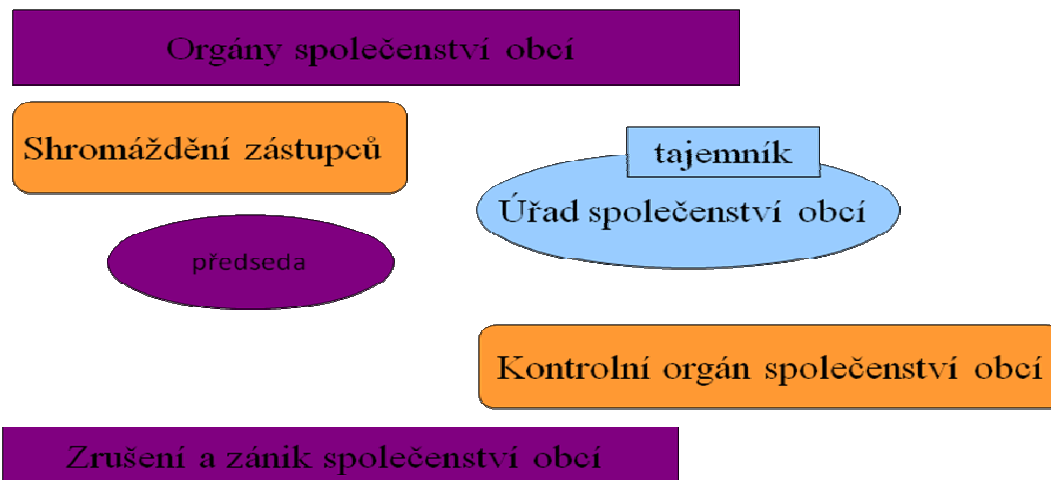 Orgány společenství obcí
Shromáždění zástupců
tajemník
Úřad společenství obcí
předseda
Kontrolní orgán společenství obcí
Zrušení a zánik společenství obcí